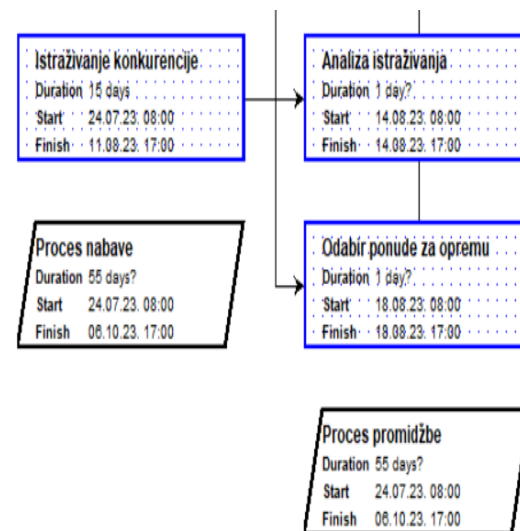 Istraživanje konkurencije
Duration 15 days
Start 24.07.23. 08:00
Finish 11.08.23. 17:00
Analiza istraživanja
Duration 1 day?
Start 14.08.23. 08:00
Finish 14.08.23. 17:00
Proces nabave
Duration 55 days?
Start 24.07.23. 08:00
Finish 06.10.23. 17:00
Odabir ponude za opremu
Duration 1 day?
Start 18.08.23. 08:00
Finish 18.08.23. 17:00
Proces promidžbe
Duration 55 days?
Start 24.07.23. 08:00
Finish 06.10.23. 17:00